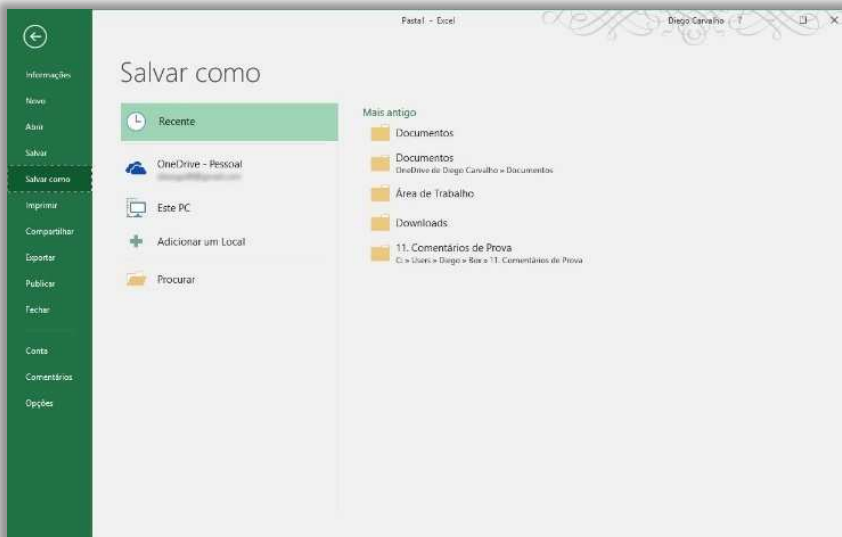 Pasta1 - Excel
Diego Carvalho
?
Informações
Novo
Abrir
Salvar
Salvar como
Imprimir
Compartilhar
Exportar
Publicar
Fechar
Conta
Comentários
Opções
Salvar como
Recente
OneDrive - Pessoal
Este PC
Adicionar um Local
Procurar
Mais antigo
Documentos
Documentos
OneDrive de Diego Carvalho » Documentos
Área de Trabalho
Downloads
11. Comentários de Prova
C: » Users » Diego » Box » 11. Comentários de Prova